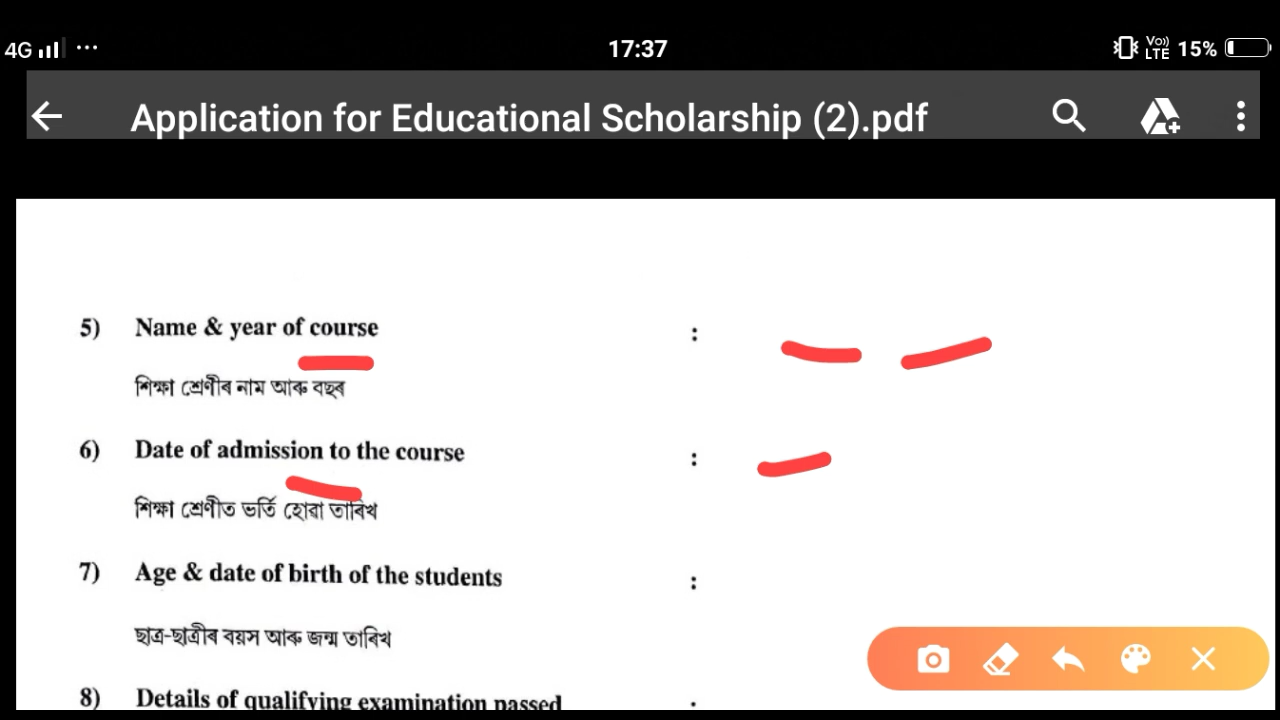 4G 17:37 Vo)) LTE 15%
Application for Educational Scholarship (2).pdf
5) Name & year of course :
শিক্ষা শ্ৰেণীৰ নাম আৰু বছৰ
6) Date of admission to the course :
শিক্ষা শ্ৰেণীত ভৰ্তি হোৱা তাৰিখ
7) Age & date of birth of the students :
ছাত্ৰ-ছাত্ৰীৰ বয়স আৰু জন্ম তাৰিখ
8) Details of qualifying examination passed :